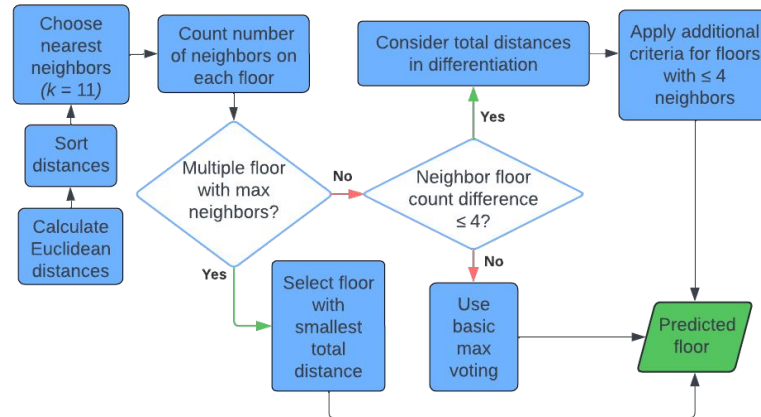 Choose
nearest
neighbors
(k = 11)
Count number
of neighbors on
each floor
Consider total distances
in differentiation
Apply additional
criteria for floors
with ≤ 4
neighbors
Sort
distances
Calculate
Euclidean
distances
Multiple floor
with max
neighbors?
No
Yes
Neighbor floor
count difference
≤ 4?
Yes
No
Select floor
with
smallest
total
distance
Use
basic
max
voting
Predicted
floor